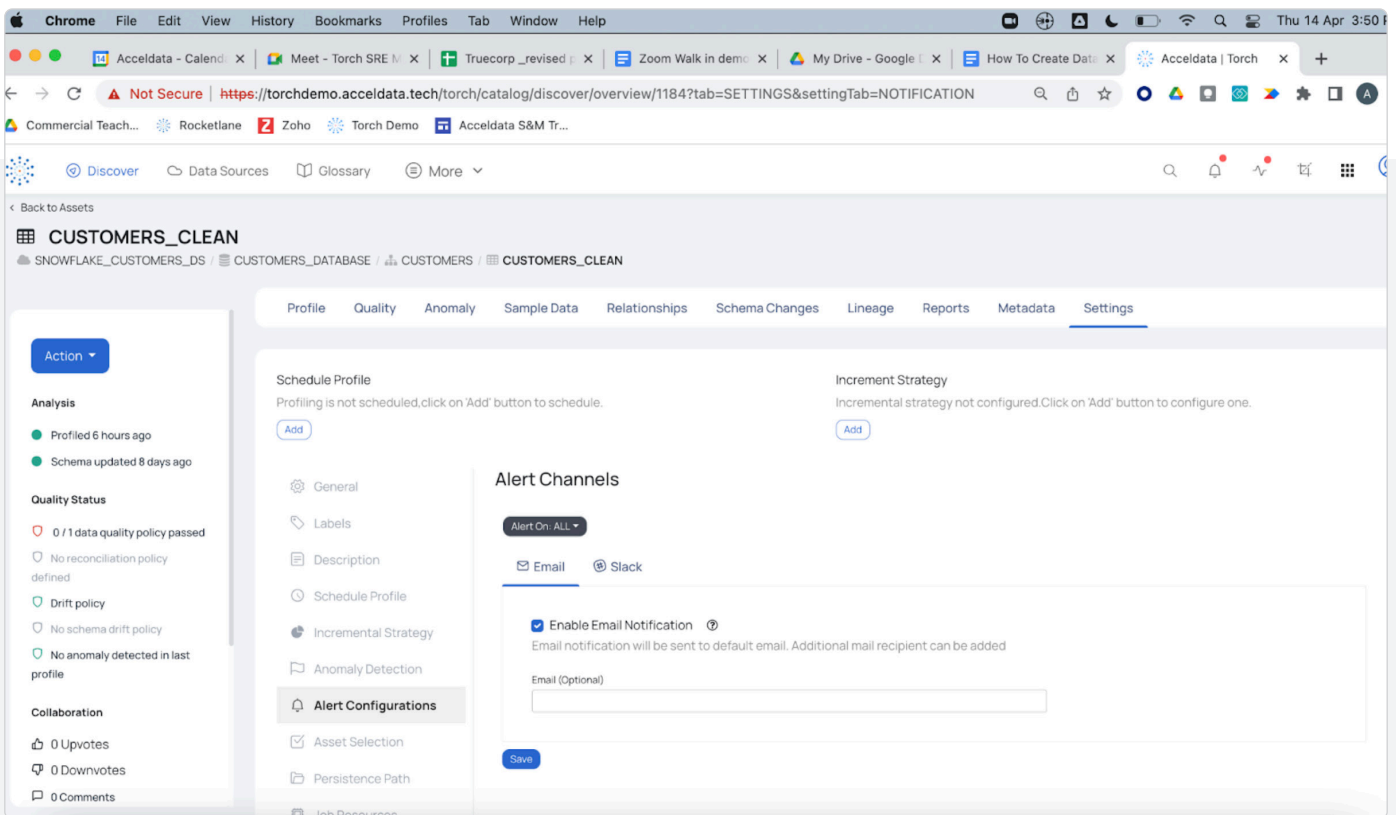 Chrome File Edit View History Bookmarks Profiles Tab Window Help Thu 14 Apr 3:50
Acceldata - Calend Meet - Torch SRE M Truecorp _revised p Zoom Walk in demo My Drive - Google D How To Create Data Acceldata | Torch
Not Secure | https://torchdemo.acceldata.tech/torch/catalog/discover/overview/1184?tab=SETTINGS&settingTab=NOTIFICATION A
Commercial Teach... Rocketlane Z Zoho Torch Demo Acceldata S&M Tr...
Discover Data Sources Glossary More
< Back to Assets
CUSTOMERS_CLEAN
SNOWFLAKE_CUSTOMERS_DS / CUSTOMERS_DATABASE / CUSTOMERS / CUSTOMERS_CLEAN
Profile Quality Anomaly Sample Data Relationships Schema Changes Lineage Reports Metadata Settings
Action
Analysis
Profiled 6 hours ago
Schema updated 8 days ago
Quality Status
0 / 1 data quality policy passed
No reconciliation policy
defined
Drift policy
No schema drift policy
No anomaly detected in last
profile
Collaboration
0 Upvotes
0 Downvotes
0 Comments
Schedule Profile
Profiling is not scheduled,click on 'Add' button to schedule.
Add
Increment Strategy
Incremental strategy not configured.Click on 'Add' button to configure one.
Add
General
Labels
Description
Schedule Profile
Incremental Strategy
Anomaly Detection
Alert Configurations
Asset Selection
Persistence Path
Job Resources
Alert Channels
Alert On: ALL
Email Slack
Enable Email Notification
Email notification will be sent to default email. Additional mail recipient can be added
Email (Optional)
Save